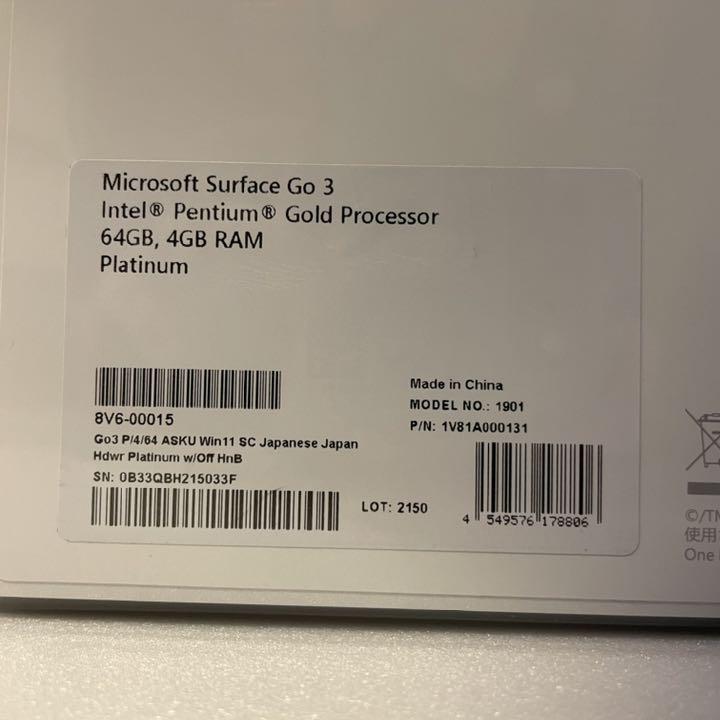 Microsoft Surface Go 3
Intel® Pentium® Gold Processor
64GB, 4GB RAM
Platinum
8V6-00015
Go3 P/4/64 ASKU Win11 SC Japanese Japan
Hdwr Platinum w/Off HnB
SN: 0B33QBH215033F
LOT: 2150
Made in China
MODEL NO.: 1901
P/N: 1V81A000131
4 549576 178806
©/TM
使用
One